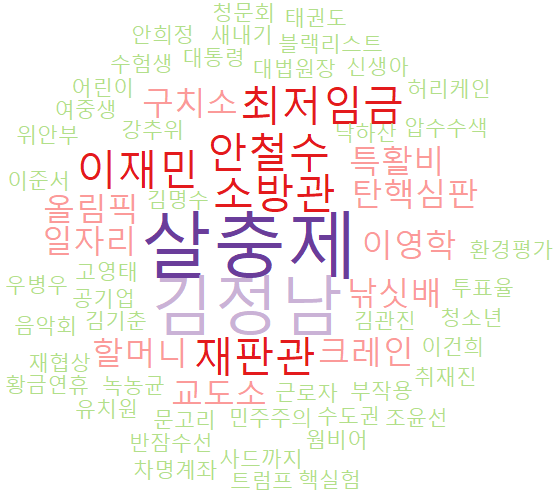 청문회 태권도
안희정 새내기 블랙리스트
수험생 대통령 대법원장 신생아
어린이 구치소 최저임금 허리케인
여중생 강추위 낙하산 압수수색
위안부 이재민 안철수 특활비
이준서 김명수 소방관 탄핵심판
올림픽 살충제
일자리 이영학 환경평가
우병우 고영태 김정남 낚싯배 투표율
공기업
음악회 김기춘 김관진 청소년
재협상 할머니 재판관 크레인 이건희
황금연휴 녹농균 교도소 근로자 부작용 취재진
유치원 문고리 민주주의 수도권 조윤선
반잠수선 웜비어
차명계좌 사드까지
트럼프 핵실험